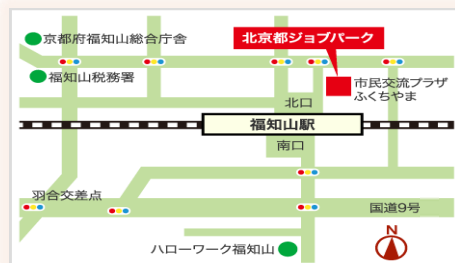 京都府福知山総合庁舎
北京都ジョブパーク
福知山税務署
市民交流プラザ
ふくちやま
北口
福知山駅
南口
羽合交差点
国道9号
ハローワーク福知山
N